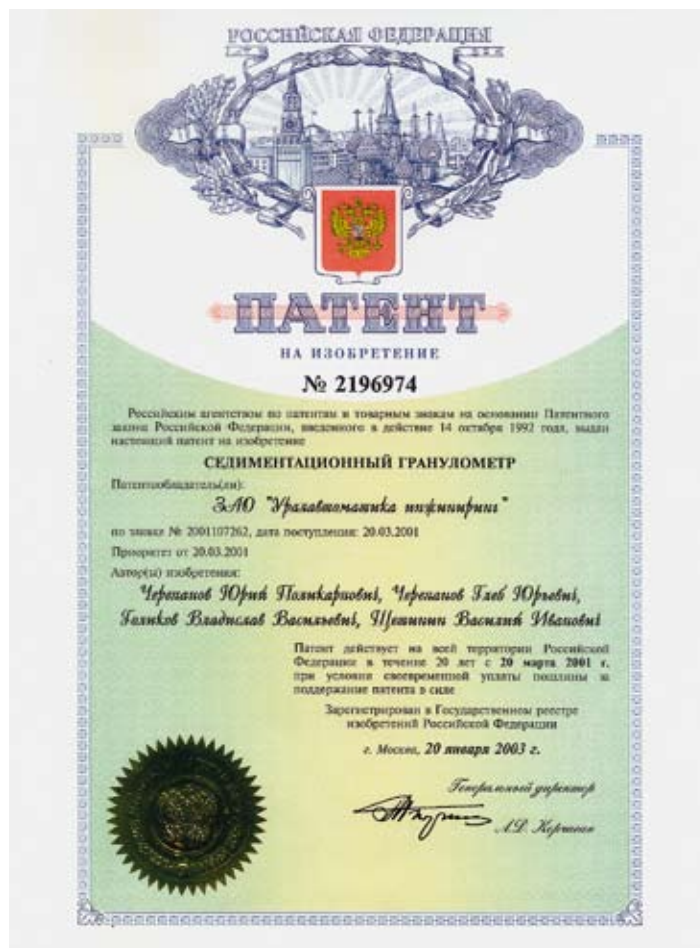 РОССИЙСКАЯ ФЕДЕРАЦИЯ
ПАТЕНТ
НА ИЗОБРЕТЕНИЕ
№ 2196974
Российским агентством по патентам и товарным знакам на основании Патентного
закона Российской Федерации, введенного в действие 14 октября 1992 года, выдан
настоящий патент на изобретение
СЕДИМЕНТАЦИОННЫЙ ГРАНУЛОМЕТР
Патентообладатель(ли):
ЗАО "Уралавтоматика инжиниринг"
по заявке № 2001107262, дата поступления: 20.03.2001
Приоритет от 20.03.2001
Автор(ы) изобретения:
Черепанов Юрий Поликарпович, Черепанов Глеб Юрьевич,
Голиков Владислав Васильевич, Щетинин Василий Иванович
Патент действует на всей территории Российской
Федерации в течение 20 лет с 20 марта 2001 г.
при условии своевременной уплаты пошлины за
поддержание патента в силе
Зарегистрирован в Государственном реестре
изобретений Российской Федерации
г. Москва, 20 января 2003 г.
Генеральный директор
А.Д. Корчагин